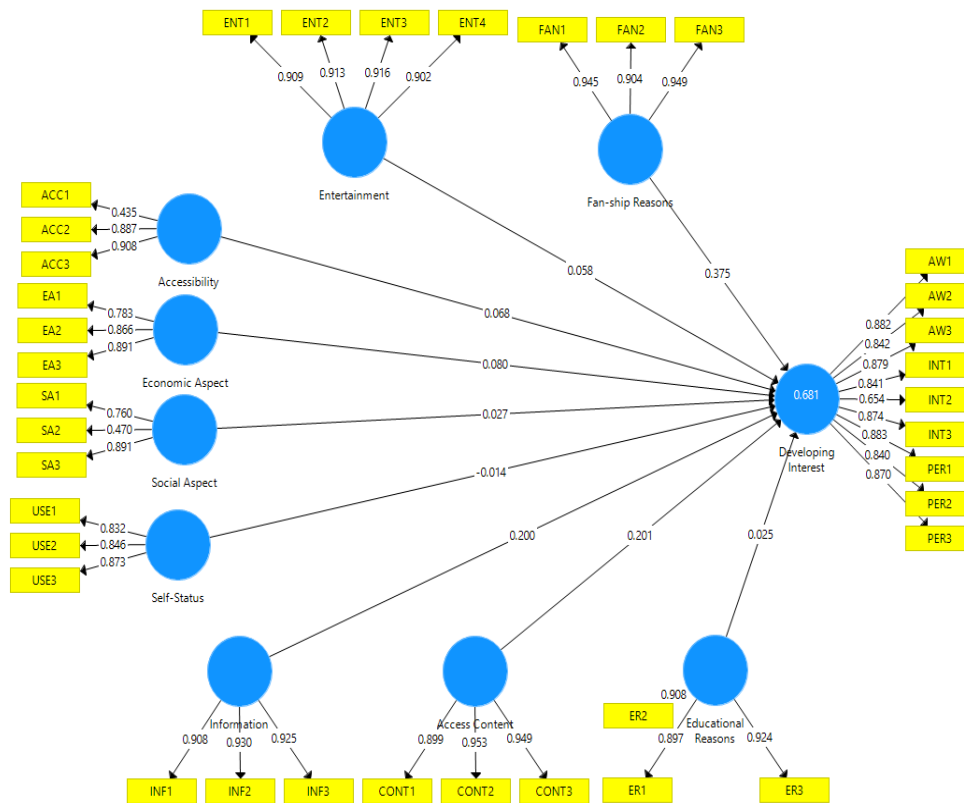 ENT1 ENT2 ENT3 ENT4
FAN1 FAN2 FAN3
0.909 0.913 0.916 0.902
0.945 0.904 0.949
Entertainment
Fan-ship Reasons
ACC1
ACC2
ACC3
0.435
0.887
0.908
Accessibility
EA1
EA2
EA3
0.783
0.866
0.891
Economic Aspect
SA1
SA2
SA3
0.760
0.470
0.891
Social Aspect
USE1
USE2
USE3
0.832
0.846
0.873
Self-Status
0.058
0.375
0.068
0.080
0.027
-0.014
0.200
0.201
0.025
0.681
Developing
Interest
AW1
AW2
AW3
INT1
INT2
INT3
PER1
PER2
PER3
0.882
0.842
0.879
0.841
0.654
0.874
0.883
0.840
0.870
Information
0.908 0.930 0.925
INF1 INF2 INF3
Access Content
0.899 0.953 0.949
CONT1 CONT2 CONT3
Educational
Reasons
0.908
ER2
0.897 0.924
ER1 ER3